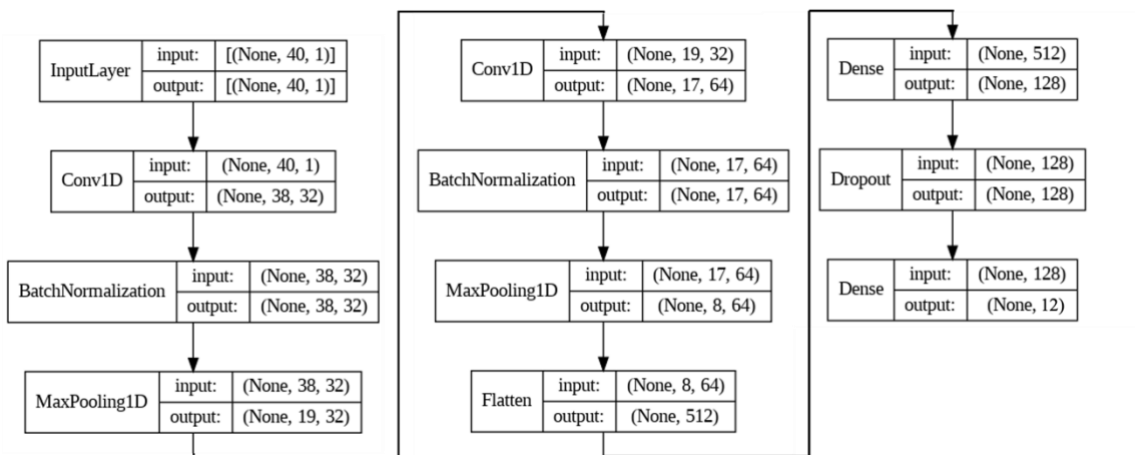 InputLayer
input: [(None, 40, 1)]
output: [(None, 40, 1)]
Conv1D
input: (None, 40, 1)
output: (None, 38, 32)
BatchNormalization
input: (None, 38, 32)
output: (None, 38, 32)
MaxPooling1D
input: (None, 38, 32)
output: (None, 19, 32)
Conv1D
input: (None, 19, 32)
output: (None, 17, 64)
BatchNormalization
input: (None, 17, 64)
output: (None, 17, 64)
MaxPooling1D
input: (None, 17, 64)
output: (None, 8, 64)
Flatten
input: (None, 8, 64)
output: (None, 512)
Dense
input: (None, 512)
output: (None, 128)
Dropout
input: (None, 128)
output: (None, 128)
Dense
input: (None, 128)
output: (None, 12)